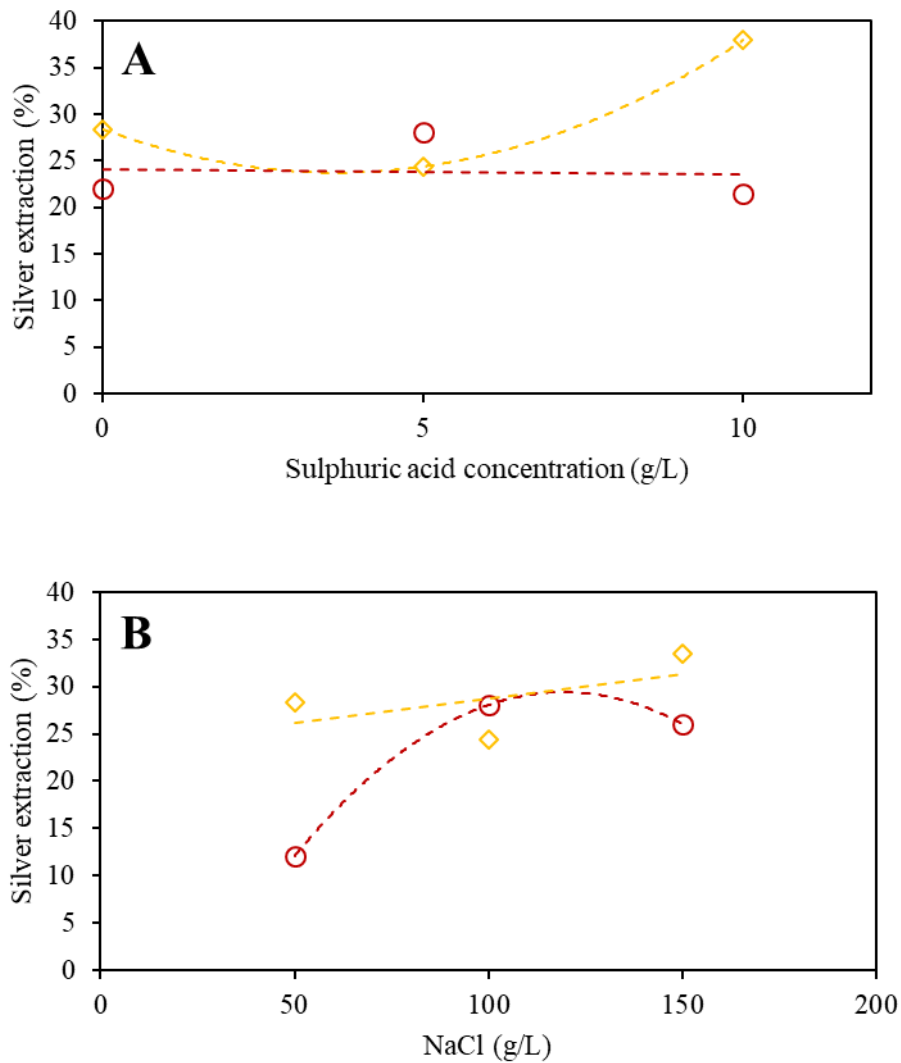 A
Silver extraction (%)
40
35
30
25
20
15
10
5
0
0 5 10
Sulphuric acid concentration (g/L)
B
Silver extraction (%)
40
35
30
25
20
15
10
5
0
0 50 100 150 200
NaCl (g/L)